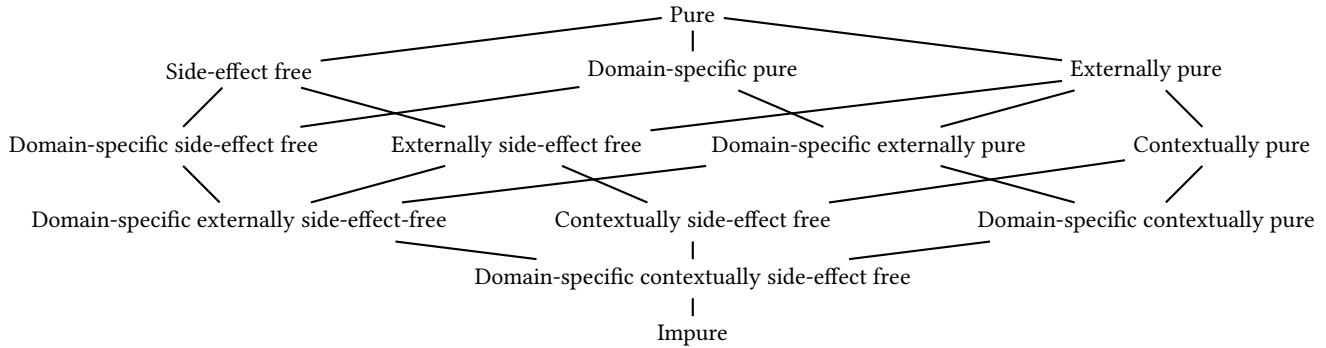 Pure
Side-effect free
Domain-specific pure
Externally pure
Domain-specific side-effect free
Externally side-effect free
Domain-specific externally pure
Contextually pure
Domain-specific externally side-effect-free
Contextually side-effect free
Domain-specific contextually pure
Domain-specific contextually side-effect free
Impure